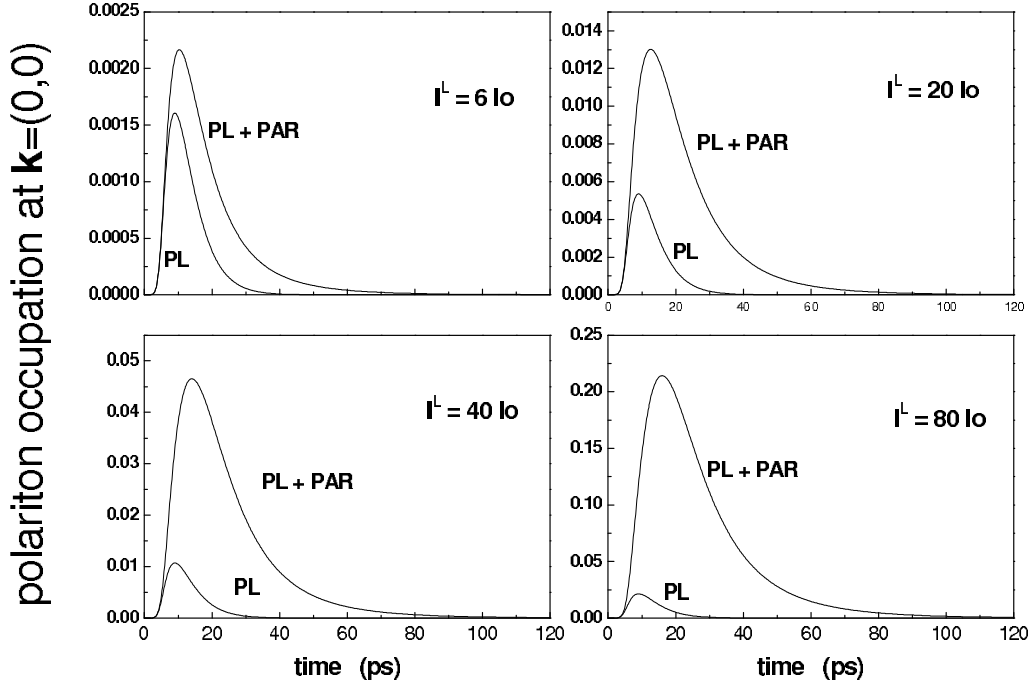 polariton occupation at k=(0,0)
0.0025
0.0020
0.0015
0.0010
0.0005
0.0000
I^L = 6 Io
PL + PAR
PL
0.014
0.012
0.010
0.008
0.006
0.004
0.002
0.000
I^L = 20 Io
PL + PAR
PL
0 20 40 60 80 100 120
0.05
0.04
0.03
0.02
0.01
0.00
I^L = 40 Io
PL + PAR
PL
0 20 40 60 80 100 120
time (ps)
0.25
0.20
0.15
0.10
0.05
0.00
I^L = 80 Io
PL + PAR
PL
0 20 40 60 80 100 120
time (ps)